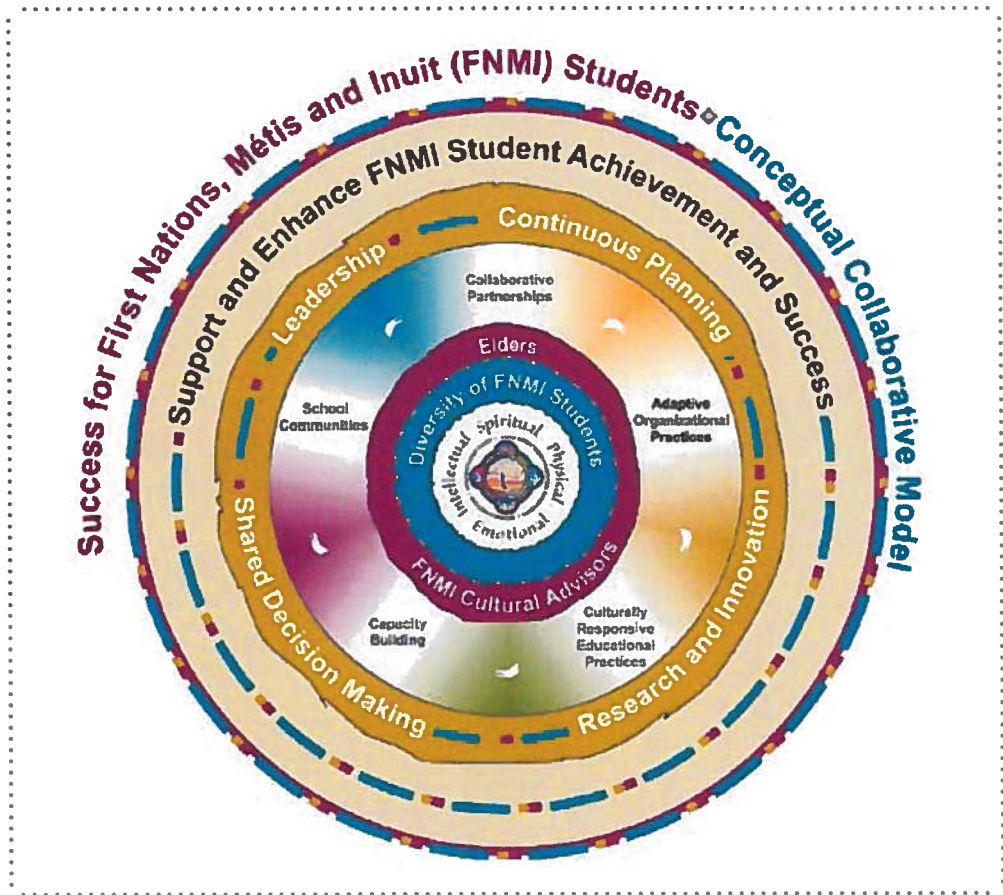 Success for First Nations, Métis and Inuit (FNMI) Students
Conceptual Collaborative Model
Support and Enhance FNMI Student Achievement and Success
Leadership
Continuous Planning
Research and Innovation
Shared Decision Making
Collaborative
Partnerships
Adaptive
Organizational
Practices
Culturally
Responsive
Educational
Practices
Capacity
Building
School
Communities
Elders
FNMI Cultural Advisors
Diversity of FNMI Students
Spiritual
Physical
Emotional
Intellectual